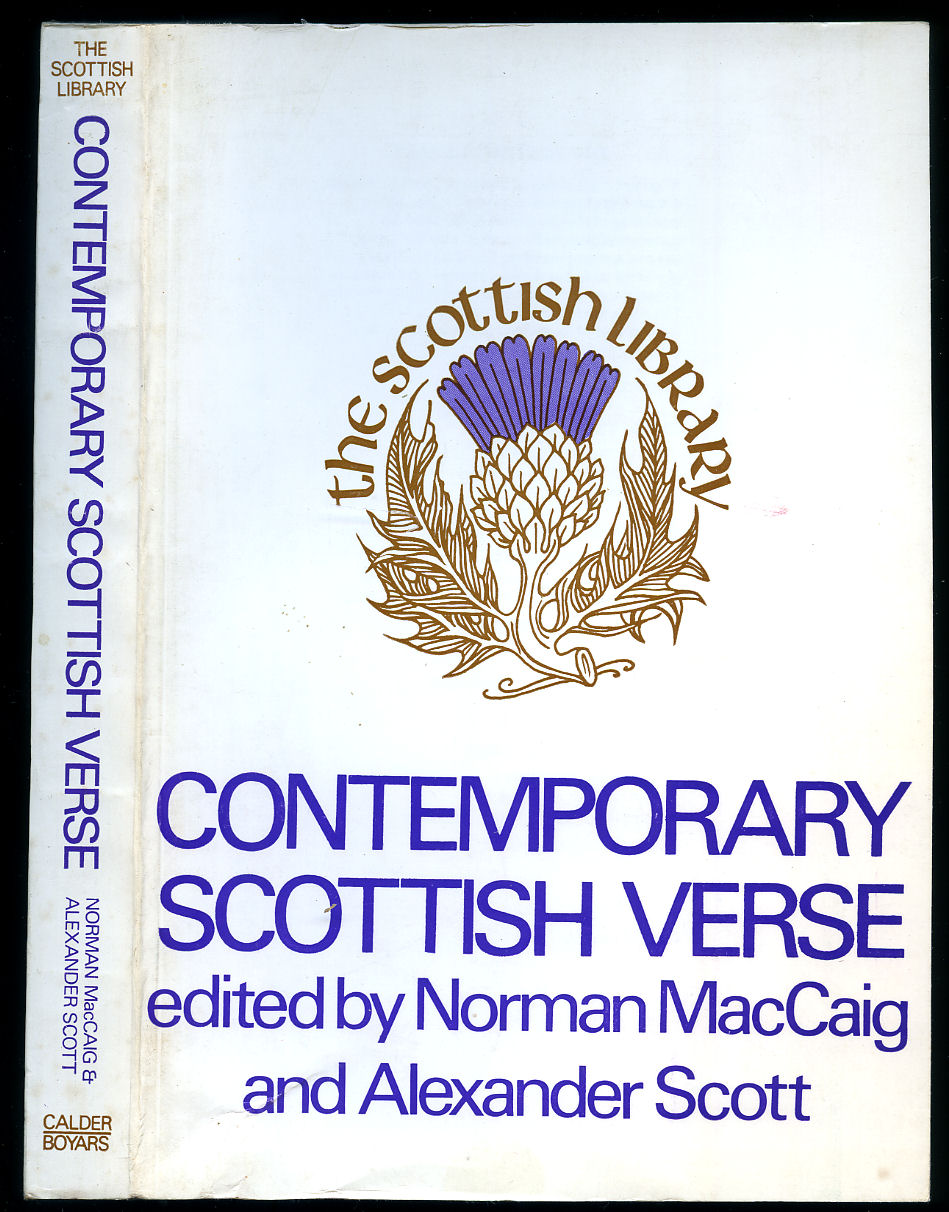 THE
SCOTTISH
LIBRARY
CONTEMPORARY SCOTTISH VERSE
NORMAN MacCAIG &
ALEXANDER SCOTT
CALDER
BOYARS
the scottish library
CONTEMPORARY
SCOTTISH VERSE
edited by Norman MacCaig
and Alexander Scott